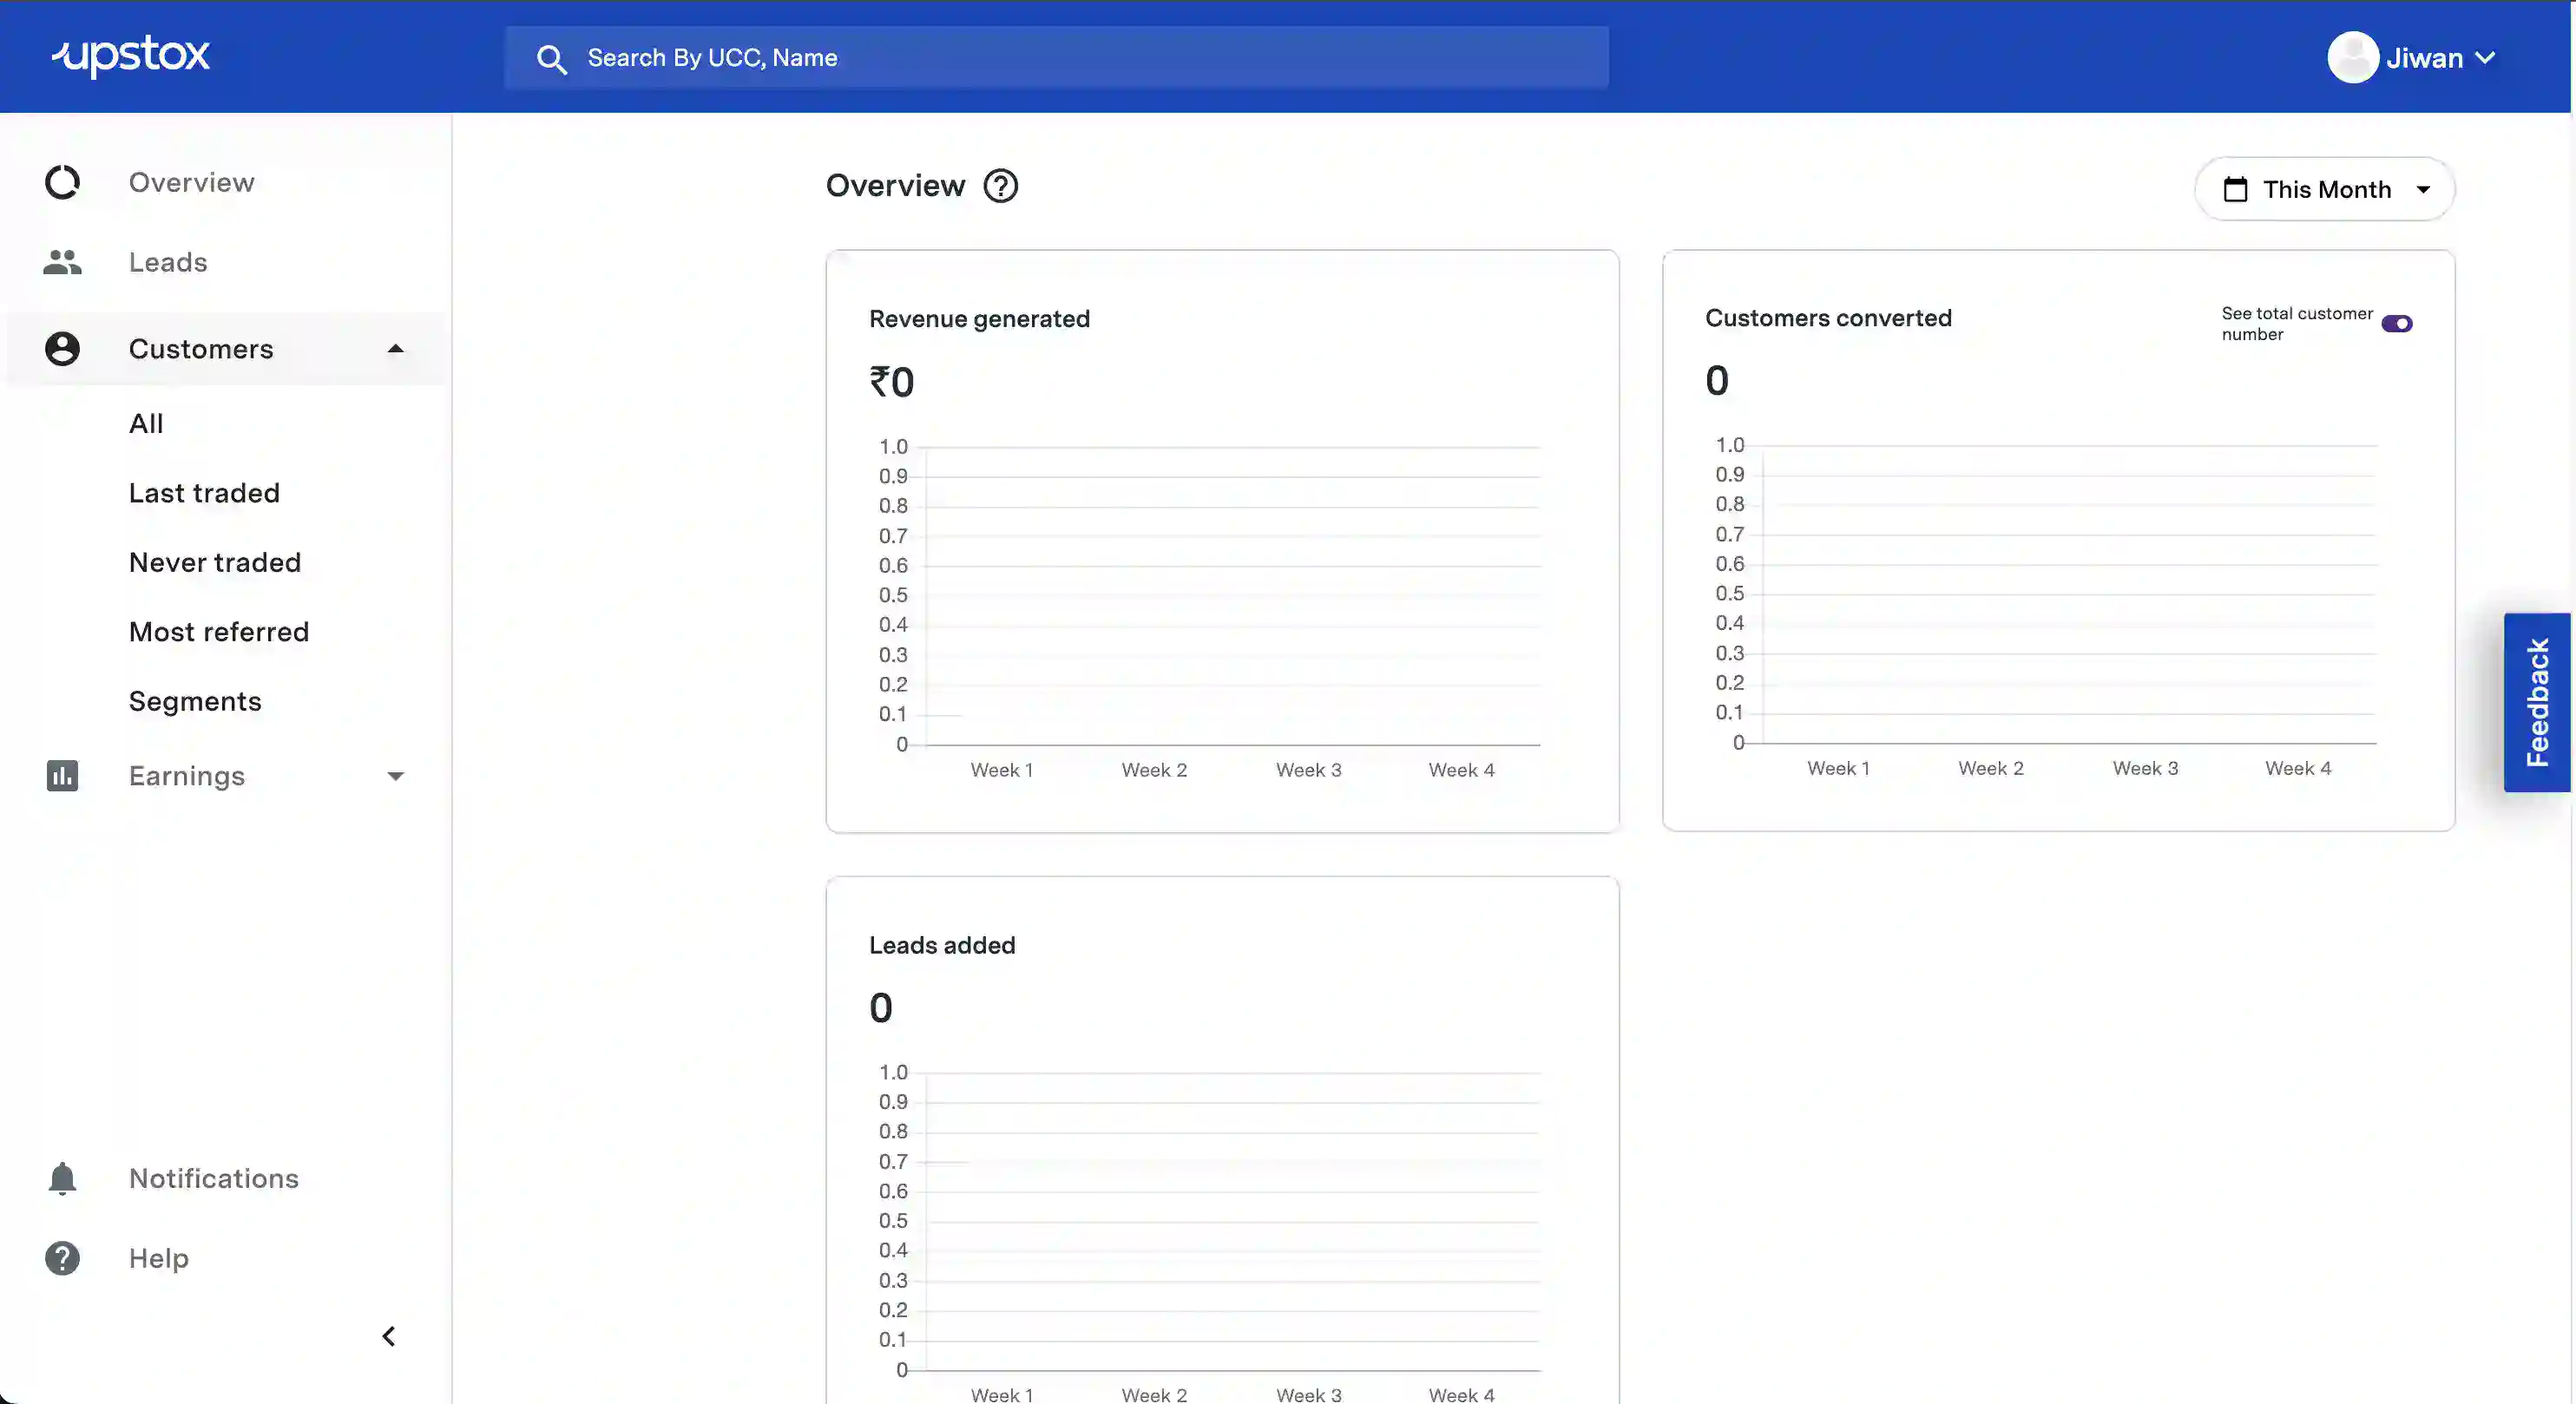 upstox
Search By UCC, Name
Jiwan
Overview
Leads
Customers
All
Last traded
Never traded
Most referred
Segments
Earnings
Notifications
Help
Overview
This Month
Revenue generated
₹0
1.0
0.9
0.8
0.7
0.6
0.5
0.4
0.3
0.2
0.1
0
Week 1 Week 2 Week 3 Week 4
Customers converted
See total customer
number
0
1.0
0.9
0.8
0.7
0.6
0.5
0.4
0.3
0.2
0.1
0
Week 1 Week 2 Week 3 Week 4
Leads added
0
1.0
0.9
0.8
0.7
0.6
0.5
0.4
0.3
0.2
0.1
0
Week 1 Week 2 Week 3 Week 4
Feedback